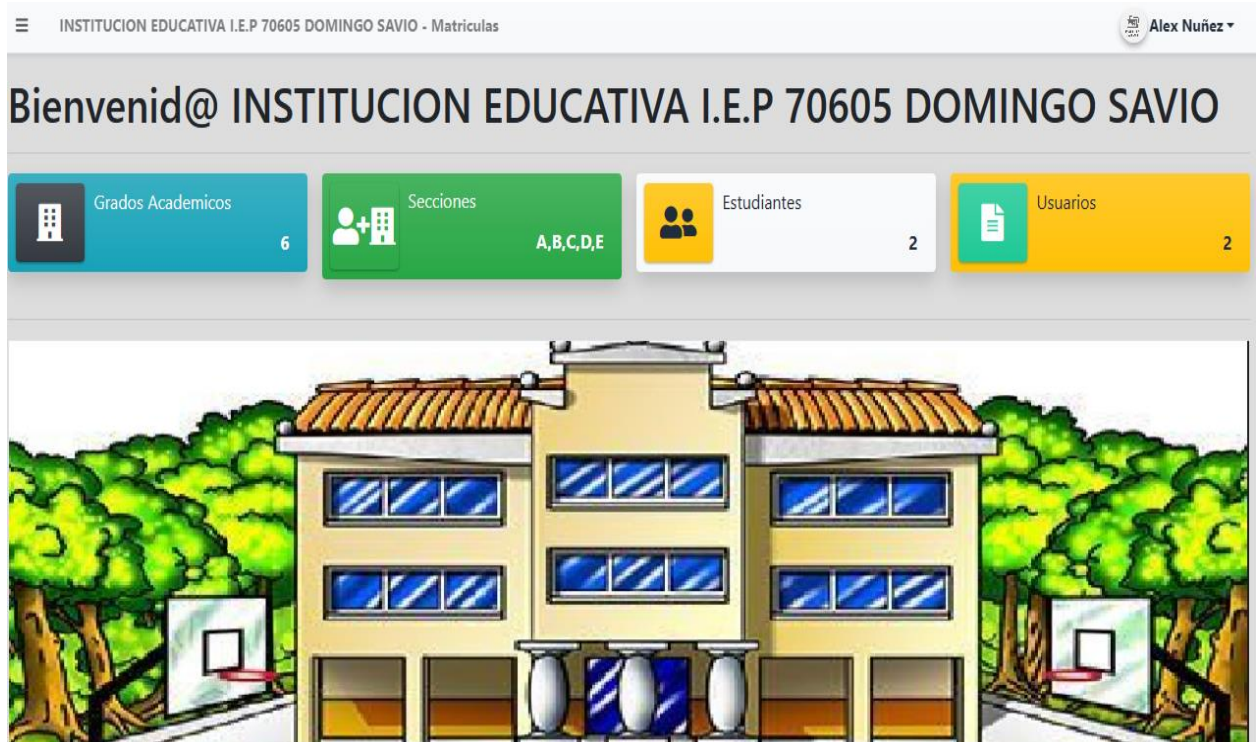 INSTITUCION EDUCATIVA I.E.P 70605 DOMINGO SAVIO - Matriculas
Alex Nuñez
Bienvenid@ INSTITUCION EDUCATIVA I.E.P 70605 DOMINGO SAVIO
Grados Academicos
6
Secciones
A,B,C,D,E
Estudiantes
2
Usuarios
2